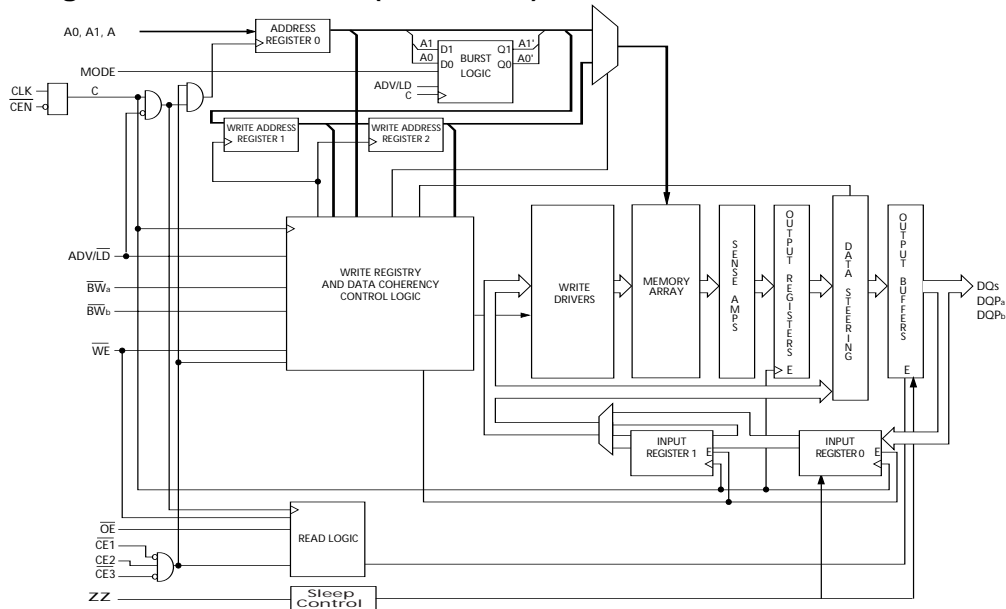 A0, A1, A
ADDRESS
REGISTER 0
A1
A0
D1
D0
BURST
LOGIC
Q1
Q0
A1'
A0'
MODE
ADV/LD
C
CLK
CEN
C
WRITE ADDRESS
REGISTER 1
WRITE ADDRESS
REGISTER 2
ADV/LD
BWa
BWb
WE
WRITE REGISTRY
AND DATA COHERENCY
CONTROL LOGIC
WRITE
DRIVERS
MEMORY
ARRAY
SENSE AMPS
OUTPUT REGISTERS
E
DATA STEERING
OUTPUT BUFFERS
E
DQs
DQPa
DQPb
INPUT
REGISTER 1
E
INPUT
REGISTER 0
E
OE
CE1
CE2
CE3
READ LOGIC
ZZ
Sleep
Control